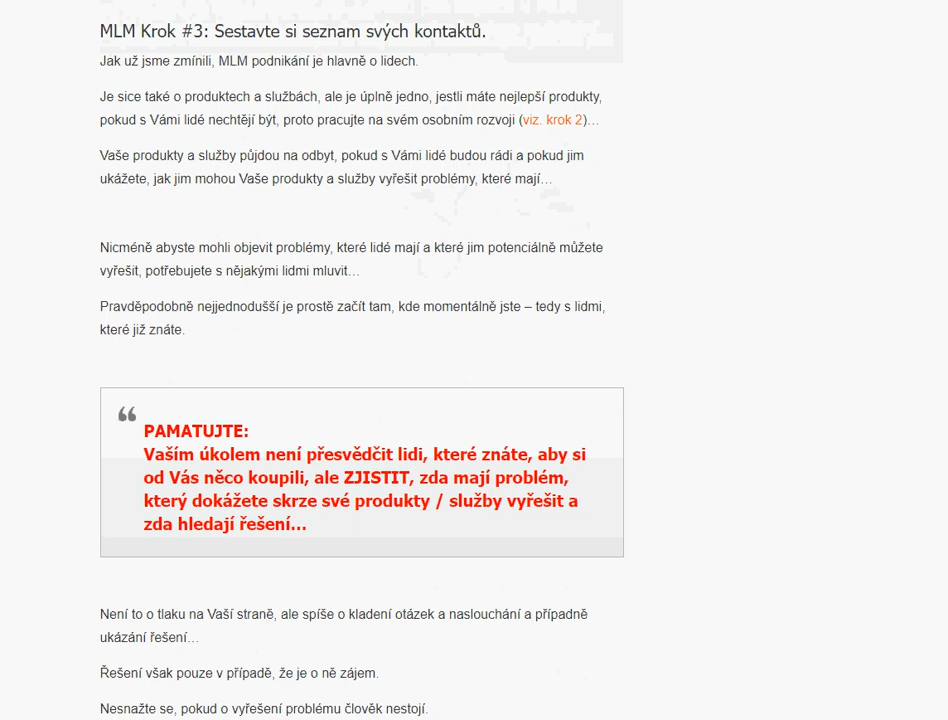 MLM Krok #3: Sestavte si seznam svých kontaktů.
Jak už jsme zmínili, MLM podnikání je hlavně o lidech.
Je sice také o produktech a službách, ale je úplně jedno, jestli máte nejlepší produkty,
pokud s Vámi lidé nechtějí být, proto pracujte na svém osobním rozvoji (viz. krok 2)…
Vaše produkty a služby půjdou na odbyt, pokud s Vámi lidé budou rádi a pokud jim
ukážete, jak jim mohou Vaše produkty a služby vyřešit problémy, které mají…
Nicméně abyste mohli objevit problémy, které lidé mají a které jim potenciálně můžete
vyřešit, potřebujete s nějakými lidmi mluvit…
Pravděpodobně nejjednodušší je prostě začít tam, kde momentálně jste – tedy s lidmi,
které již znáte.
“
PAMATUJTE:
Vaším úkolem není přesvědčit lidi, které znáte, aby si
od Vás něco koupili, ale ZJISTIT, zda mají problém,
který dokážete skrze své produkty / služby vyřešit a
zda hledají řešení…
Není to o tlaku na Vaší straně, ale spíše o kladení otázek a naslouchání a případně
ukázání řešení…
Řešení však pouze v případě, že je o ně zájem.
Nesnažte se, pokud o vyřešení problému člověk nestojí.